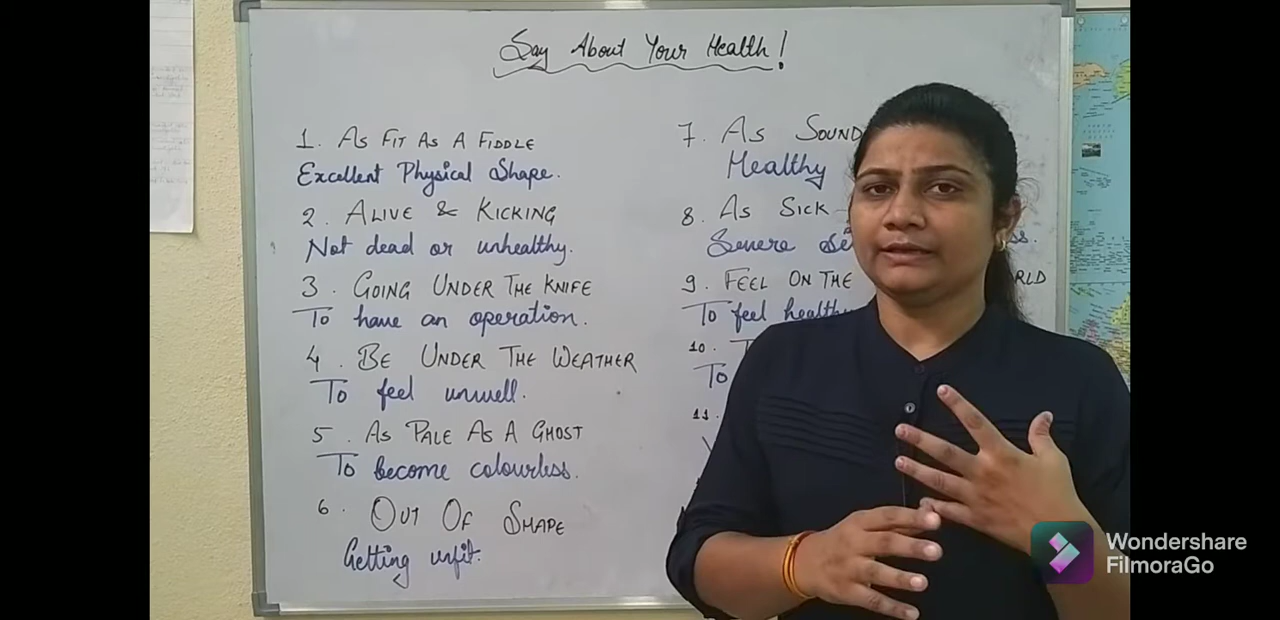 Say About Your Health!
1. AS FIT AS A FIDDLE
Excellent Physical Shape.
2. ALIVE & KICKING
Not dead or unhealthy.
3. GOING UNDER THE KNIFE
To have an operation.
4. BE UNDER THE WEATHER
To feel unwell.
5. AS PALE AS A GHOST
To become colourless.
6. OUT OF SHAPE
Getting unfit.
7. AS SOUND
Healthy
8. AS SICK
Severe
9. FEEL ON THE
To feel healthy
10.
To
11.
Wondershare
FilmoraGo